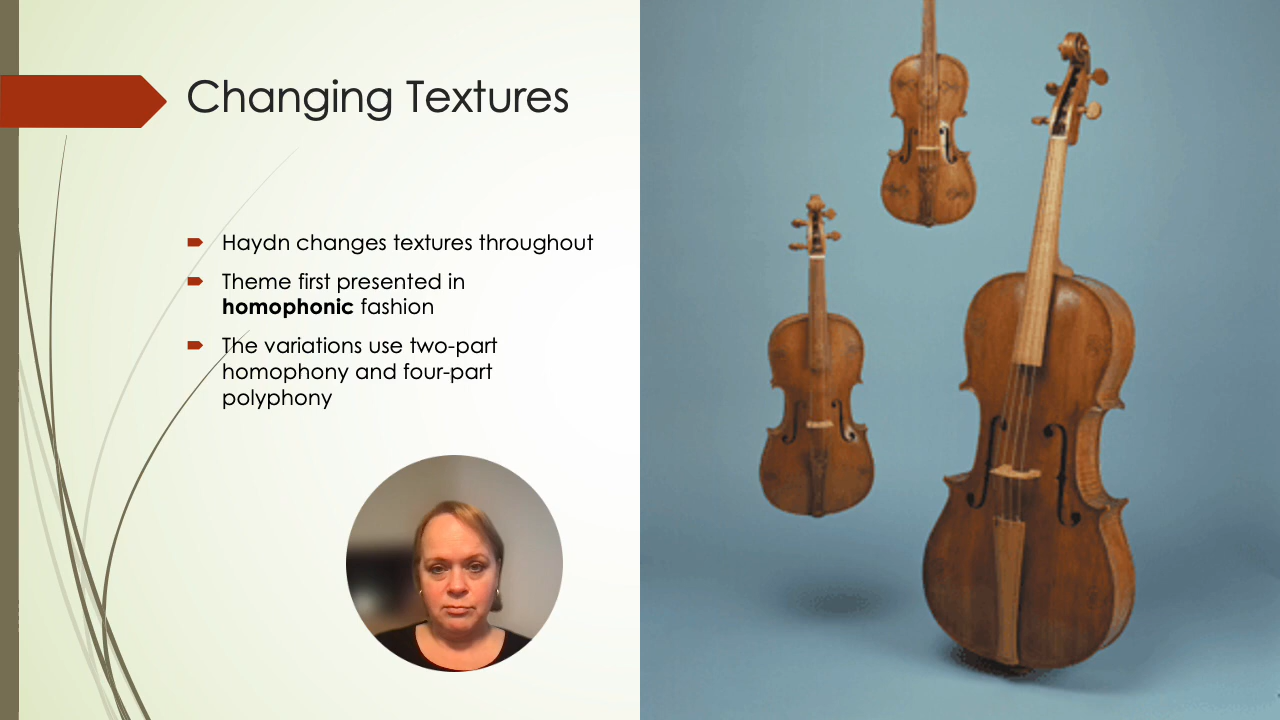 Changing Textures
Haydn changes textures throughout
Theme first presented in
homophonic fashion
The variations use two-part
homophony and four-part
polyphony